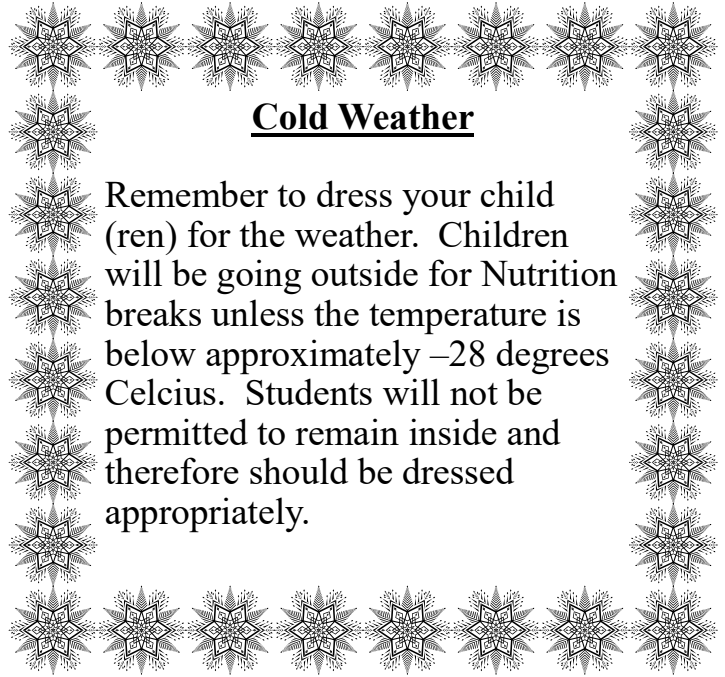 Cold Weather
Remember to dress your child
(ren) for the weather.  Children
will be going outside for Nutrition
breaks unless the temperature is
below approximately –28 degrees
Celcius.  Students will not be
permitted to remain inside and
therefore should be dressed
appropriately.